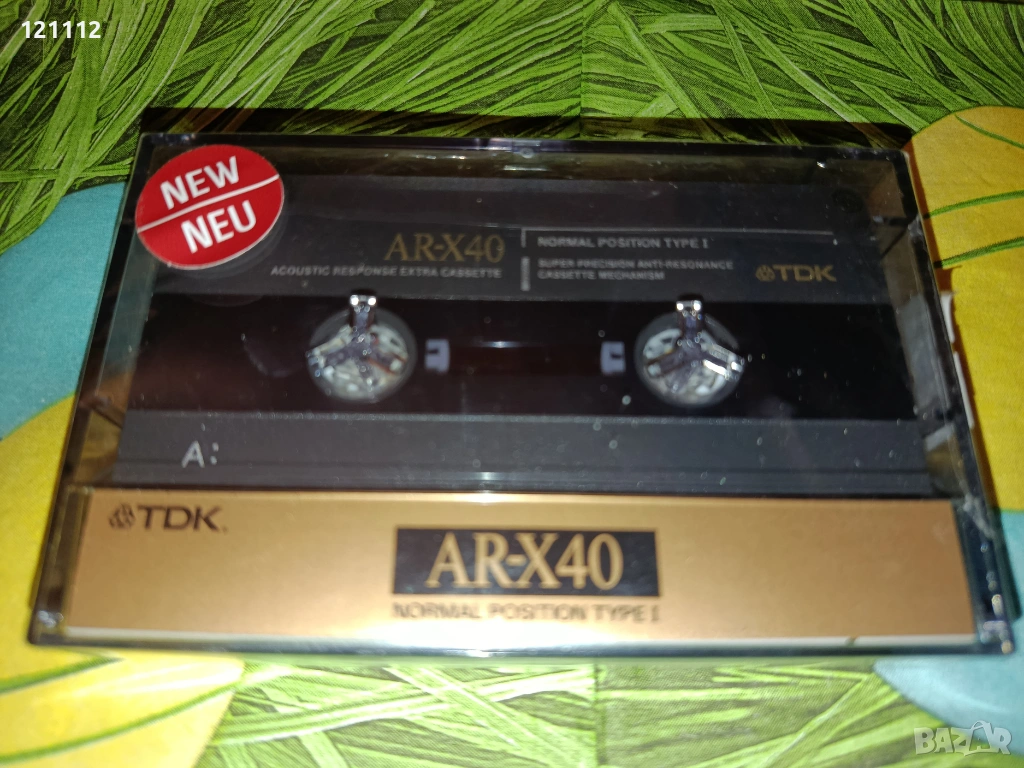 121112
NEW
NEU
AR-X40
ACOUSTIC RESPONSE EXTRA CASSETTE
NORMAL POSITION TYPE I
SUPER PRECISION ANTI-RESONANCE
CASSETTE MECHANISM
TDK
A:
TDK.
AR-X40
NORMAL POSITION TYPE I
BAZAR